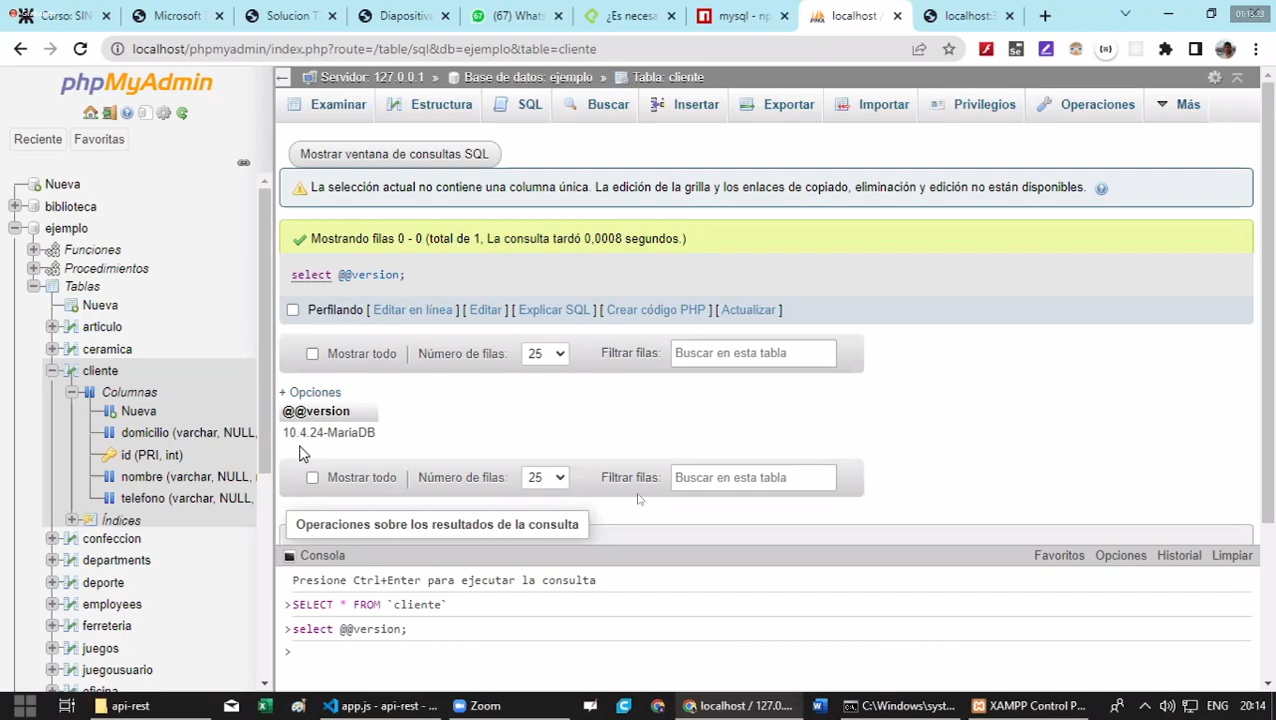 Curso: SIN
Microsoft
Solucion T
Diapositiva
(67) Whats
¿Es necesa
mysql - np
localhost /
localhost:3
01:18:23
localhost/phpmyadmin/index.php?route=/table/sql&db=ejemplo&table=cliente
phpMyAdmin
Reciente
Favoritas
Nueva
biblioteca
ejemplo
Funciones
Procedimientos
Tablas
Nueva
articulo
ceramica
cliente
Columnas
Nueva
domicilio (varchar, NULL,
id (PRI, int)
nombre (varchar, NULL,
telefono (varchar, NULL,
Índices
confeccion
departments
deporte
employees
ferreteria
juegos
juegousuario
oficina
Servidor: 127.0.0.1 » Base de datos: ejemplo » Tabla: cliente
Examinar Estructura SQL Buscar Insertar Exportar Importar Privilegios Operaciones Más
Mostrar ventana de consultas SQL
La selección actual no contiene una columna única. La edición de la grilla y los enlaces de copiado, eliminación y edición no están disponibles.
Mostrando filas 0 - 0 (total de 1, La consulta tardó 0,0008 segundos.)
select @@version;
Perfilando [ Editar en línea ] [ Editar ] [ Explicar SQL ] [ Crear código PHP ] [ Actualizar ]
Mostrar todo Número de filas: 25 Filtrar filas: Buscar en esta tabla
+ Opciones
@@version
10.4.24-MariaDB
Mostrar todo Número de filas: 25 Filtrar filas: Buscar en esta tabla
Operaciones sobre los resultados de la consulta
Consola Favoritos Opciones Historial Limpiar
Presione Ctrl+Enter para ejecutar la consulta
>SELECT * FROM `cliente`
>select @@version;
>
api-rest
app.js - api-rest ...
Zoom
localhost / 127.0...
C:\Windows\syst...
XAMPP Control P...
ENG
20:14